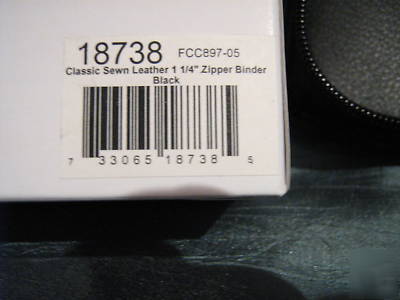 18738 FCC897-05
Classic Sewn Leather 1 1/4" Zipper Binder
Black
7 33065 18738 5